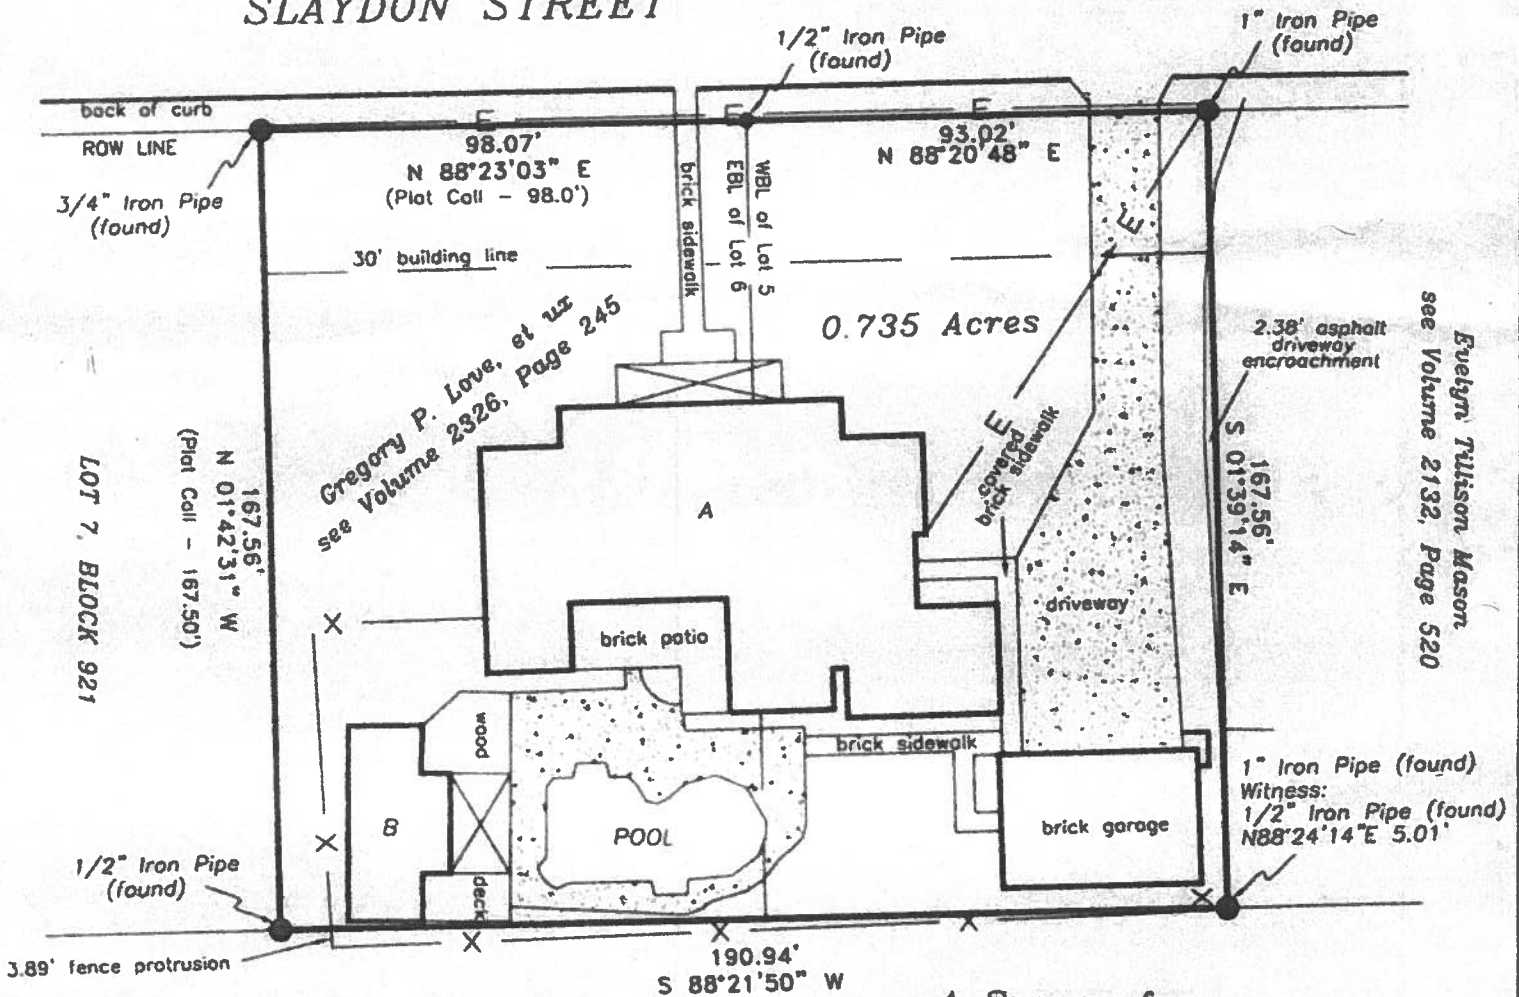 SLAYDON STREET
1/2" Iron Pipe
(found)
1" Iron Pipe
(found)
back of curb
ROW LINE
E
E
E
98.07'
N 88°23'03" E
(Plat Call - 98.0')
93.02'
N 88°20'48" E
3/4" Iron Pipe
(found)
brick sidewalk
EBL of Lot 6
WBL of Lot 5
E
30' building line
0.735 Acres
2.38' asphalt
driveway
encroachment
Gregory P. Love, et ux
see Volume 2326, Page 245
Evelyn Tillison Mason
see Volume 2132, Page 520
E
covered
brick sidewalk
LOT 7, BLOCK 921
(Plat Call - 167.50')
N 01°42'31" W
167.56'
167.56'
S 01°39'14" E
A
X
driveway
brick patio
wood
brick sidewalk
1" Iron Pipe (found)
Witness:
1/2" Iron Pipe (found)
N88°24'14"E 5.01'
B
POOL
brick garage
X
1/2" Iron Pipe
(found)
deck
X
X
X
X
3.89' fence protrusion
190.94'
S 88°21'50" W